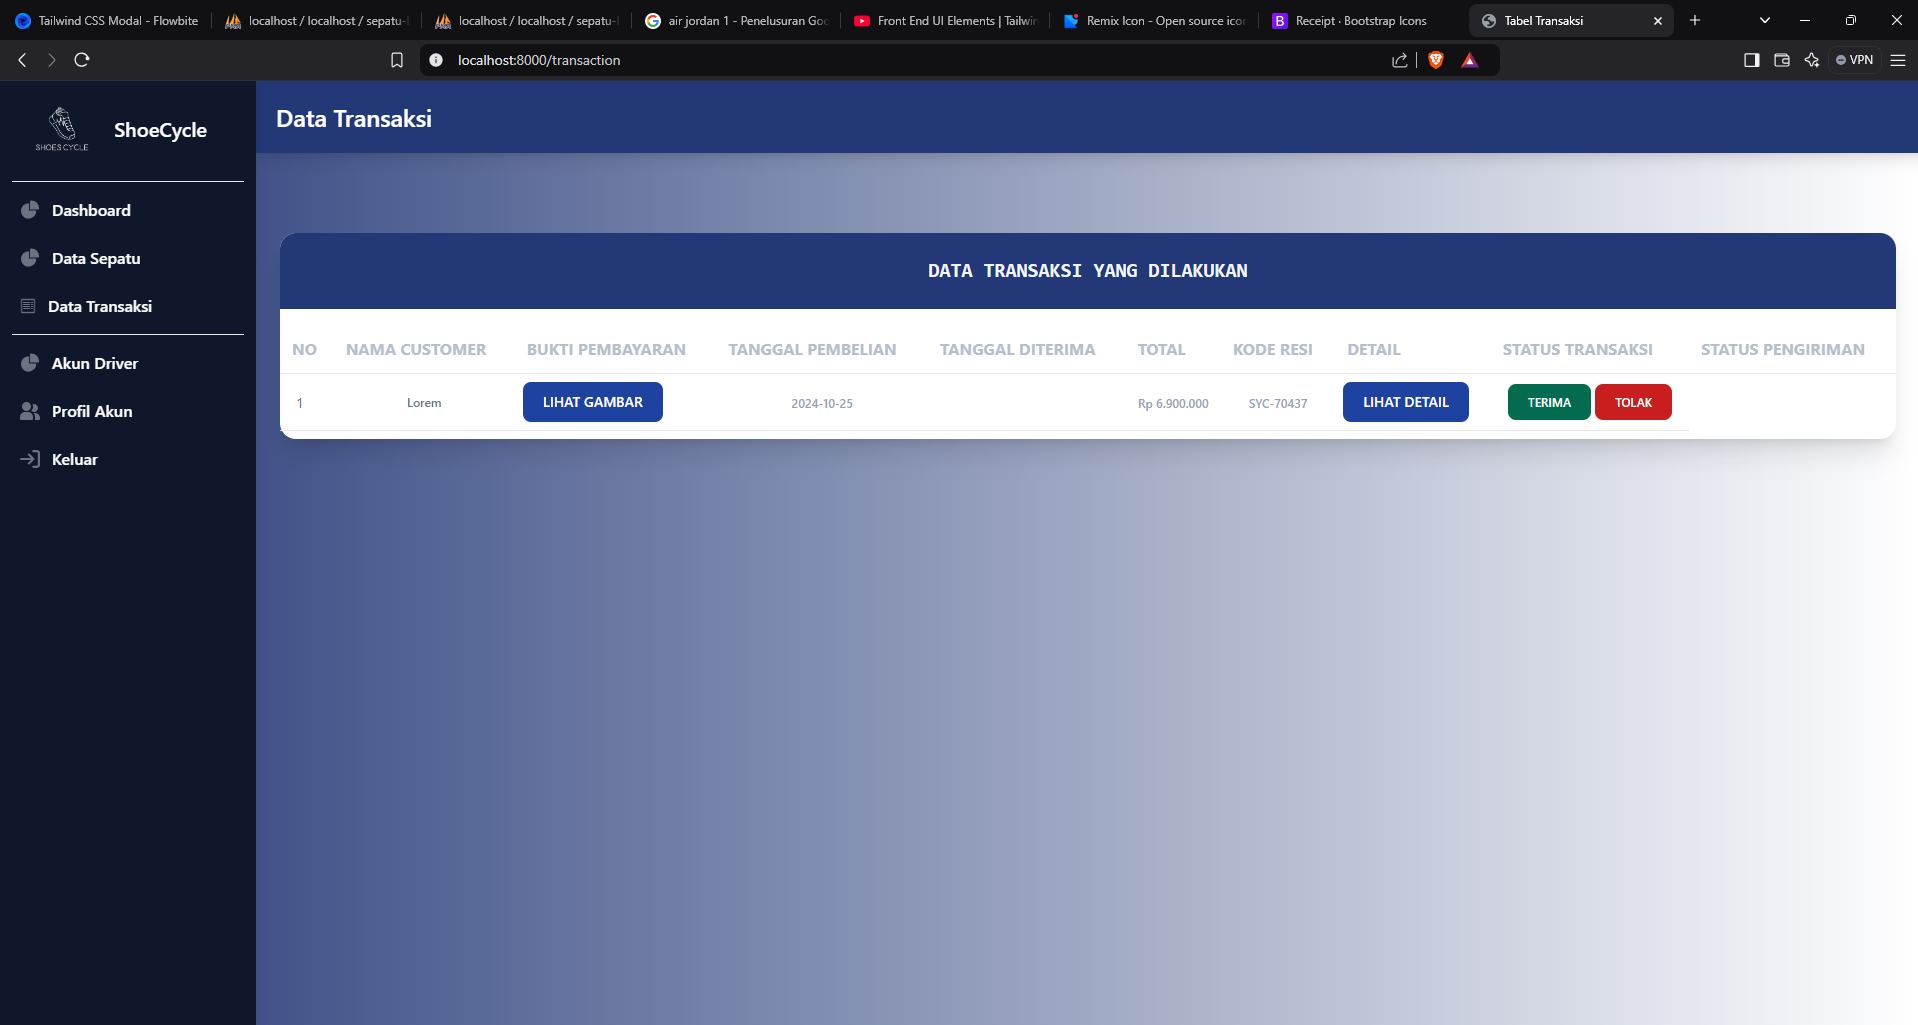 Tailwind CSS Modal - Flowbite
localhost / localhost / sepatu-
localhost / localhost / sepatu-
air jordan 1 - Penelusuran Goo
Front End UI Elements | Tailwin
Remix Icon - Open source icon
B Receipt · Bootstrap Icons
Tabel Transaksi
localhost:8000/transaction
VPN
SHOES CYCLE
ShoeCycle
Dashboard
Data Sepatu
Data Transaksi
Akun Driver
Profil Akun
Keluar
Data Transaksi
DATA TRANSAKSI YANG DILAKUKAN
NO NAMA CUSTOMER BUKTI PEMBAYARAN TANGGAL PEMBELIAN TANGGAL DITERIMA TOTAL KODE RESI DETAIL STATUS TRANSAKSI STATUS PENGIRIMAN
1 Lorem LIHAT GAMBAR 2024-10-25 Rp 6.900.000 SYC-70437 LIHAT DETAIL TERIMA TOLAK